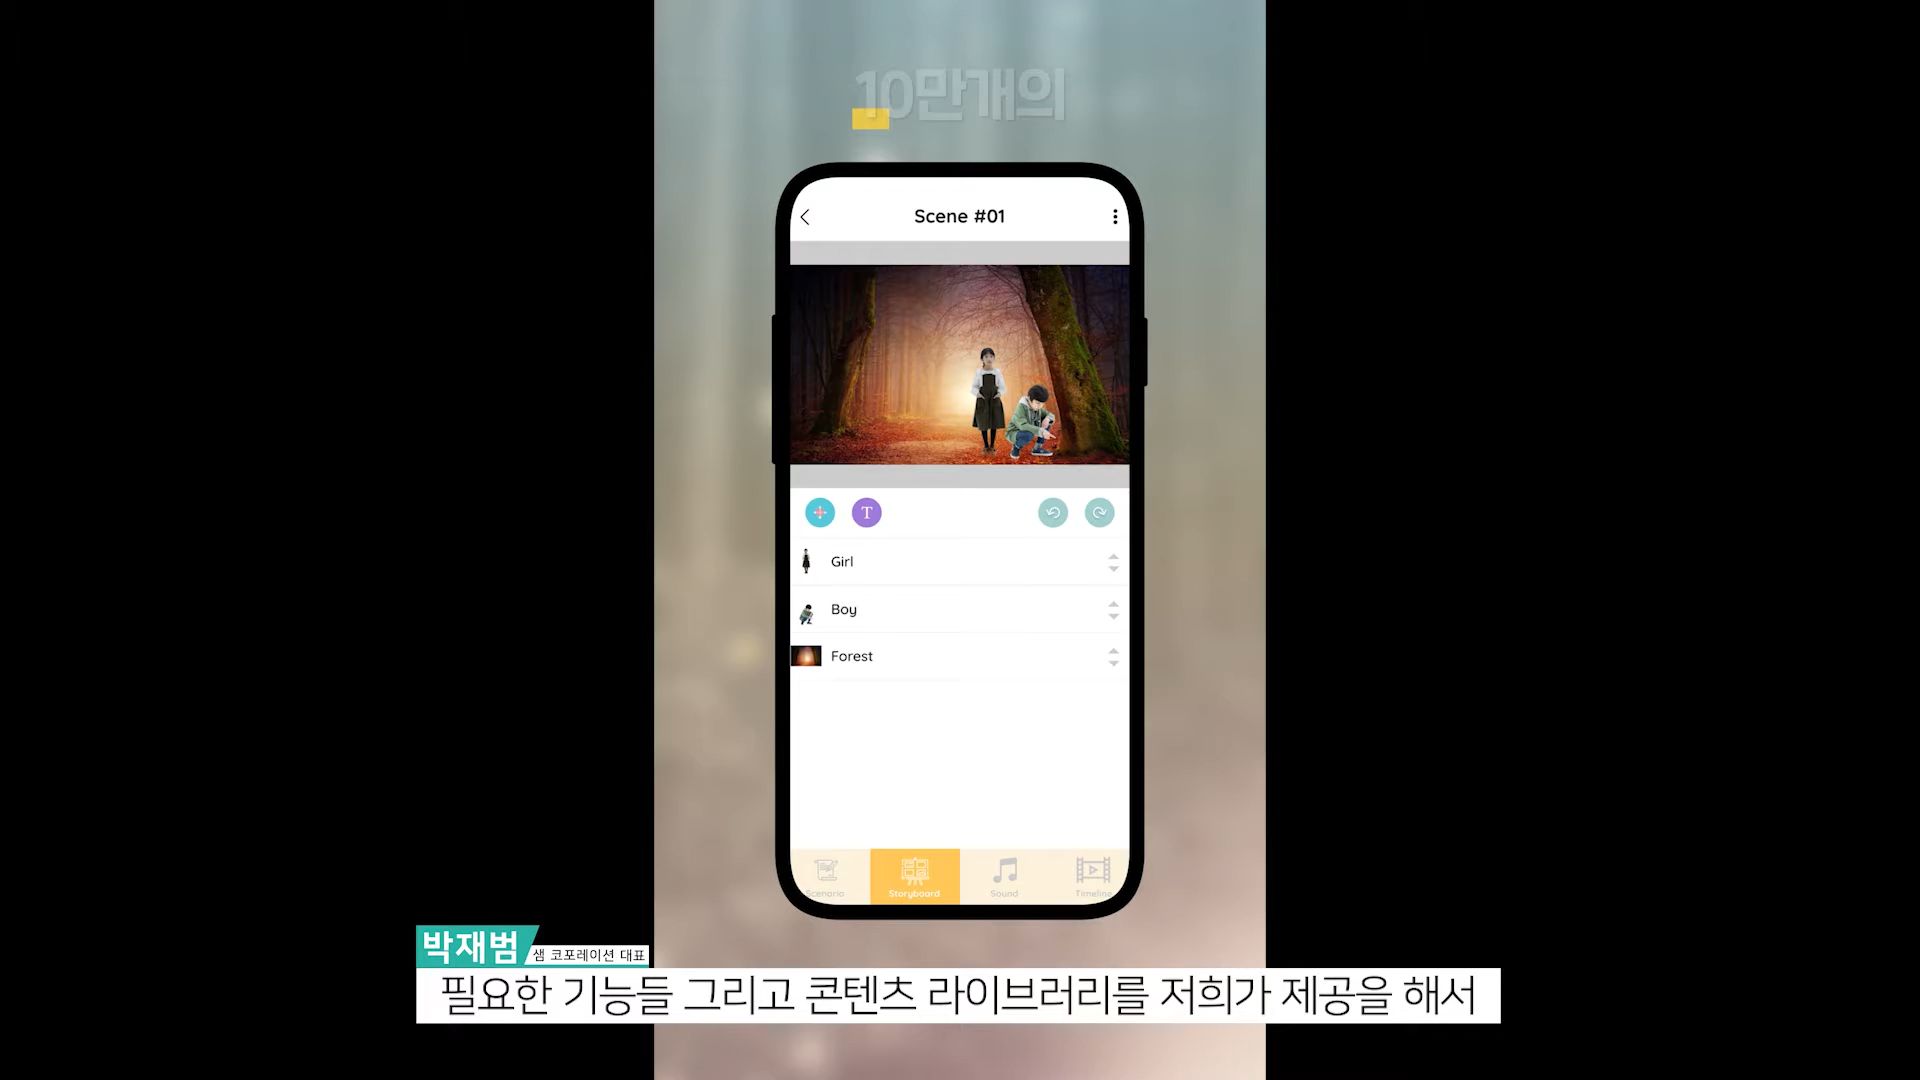 10만개의
Scene #01
T
Girl
Boy
Forest
Scenario
Storyboard
Sound
Timeline
박재범
샘 코포레이션 대표
필요한 기능들 그리고 콘텐츠 라이브러리를 저희가 제공을 해서